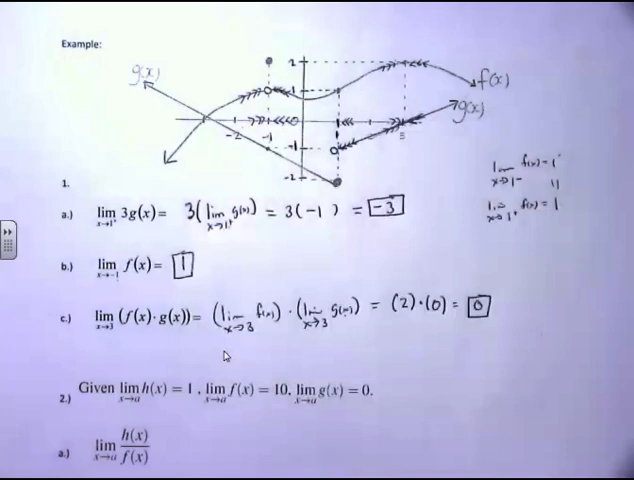 Example:
g(x)
f(x)
g(x)
2
1
-2 -1 0 1 3
-1
-2
lim x→1⁻ f(x) = 1
lim x→1⁺ f(x) = 1
1.
a.) lim x→1⁺ 3g(x) = 3(lim x→1⁺ g(x)) = 3(-1) = -3
b.) lim x→-1 f(x) = 1
c.) lim x→3 (f(x)·g(x)) = (lim x→3 f(x)) · (lim x→3 g(x)) = (2)·(0) = 0
2.) Given lim x→a h(x) = 1, lim x→a f(x) = 10, lim x→a g(x) = 0.
a.) lim x→a h(x)/f(x)